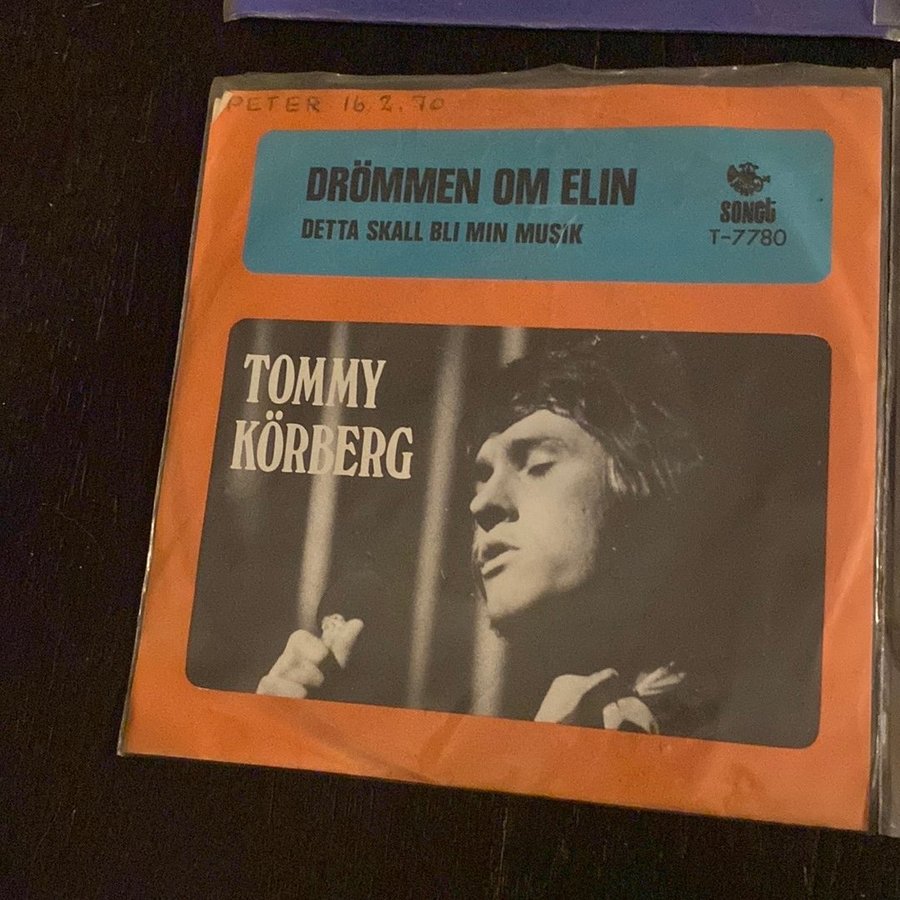 PETER 16.2.70
DRÖMMEN OM ELIN
DETTA SKALL BLI MIN MUSIK
SONET
T-7780
TOMMY
KÖRBERG